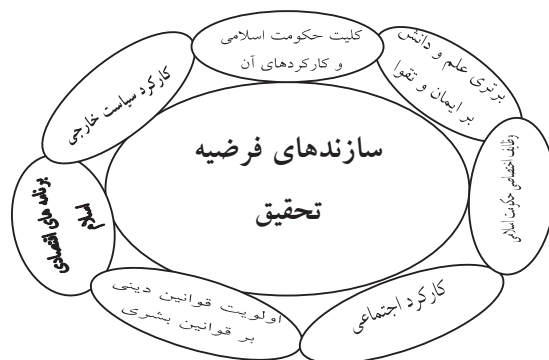 کلیت حکومت اسلامی
و کارکردهای آن
برتری علم و دانش
بر ایمان و تقوا
وظایف اختصاصی حکومت اسلامی
کارکرد اجتماعی
اولویت قوانین دینی
بر قوانین بشری
برنامه های اقتصادی
اسلام
کارکرد سیاست خارجی
سازندهای فرضیه
تحقیق